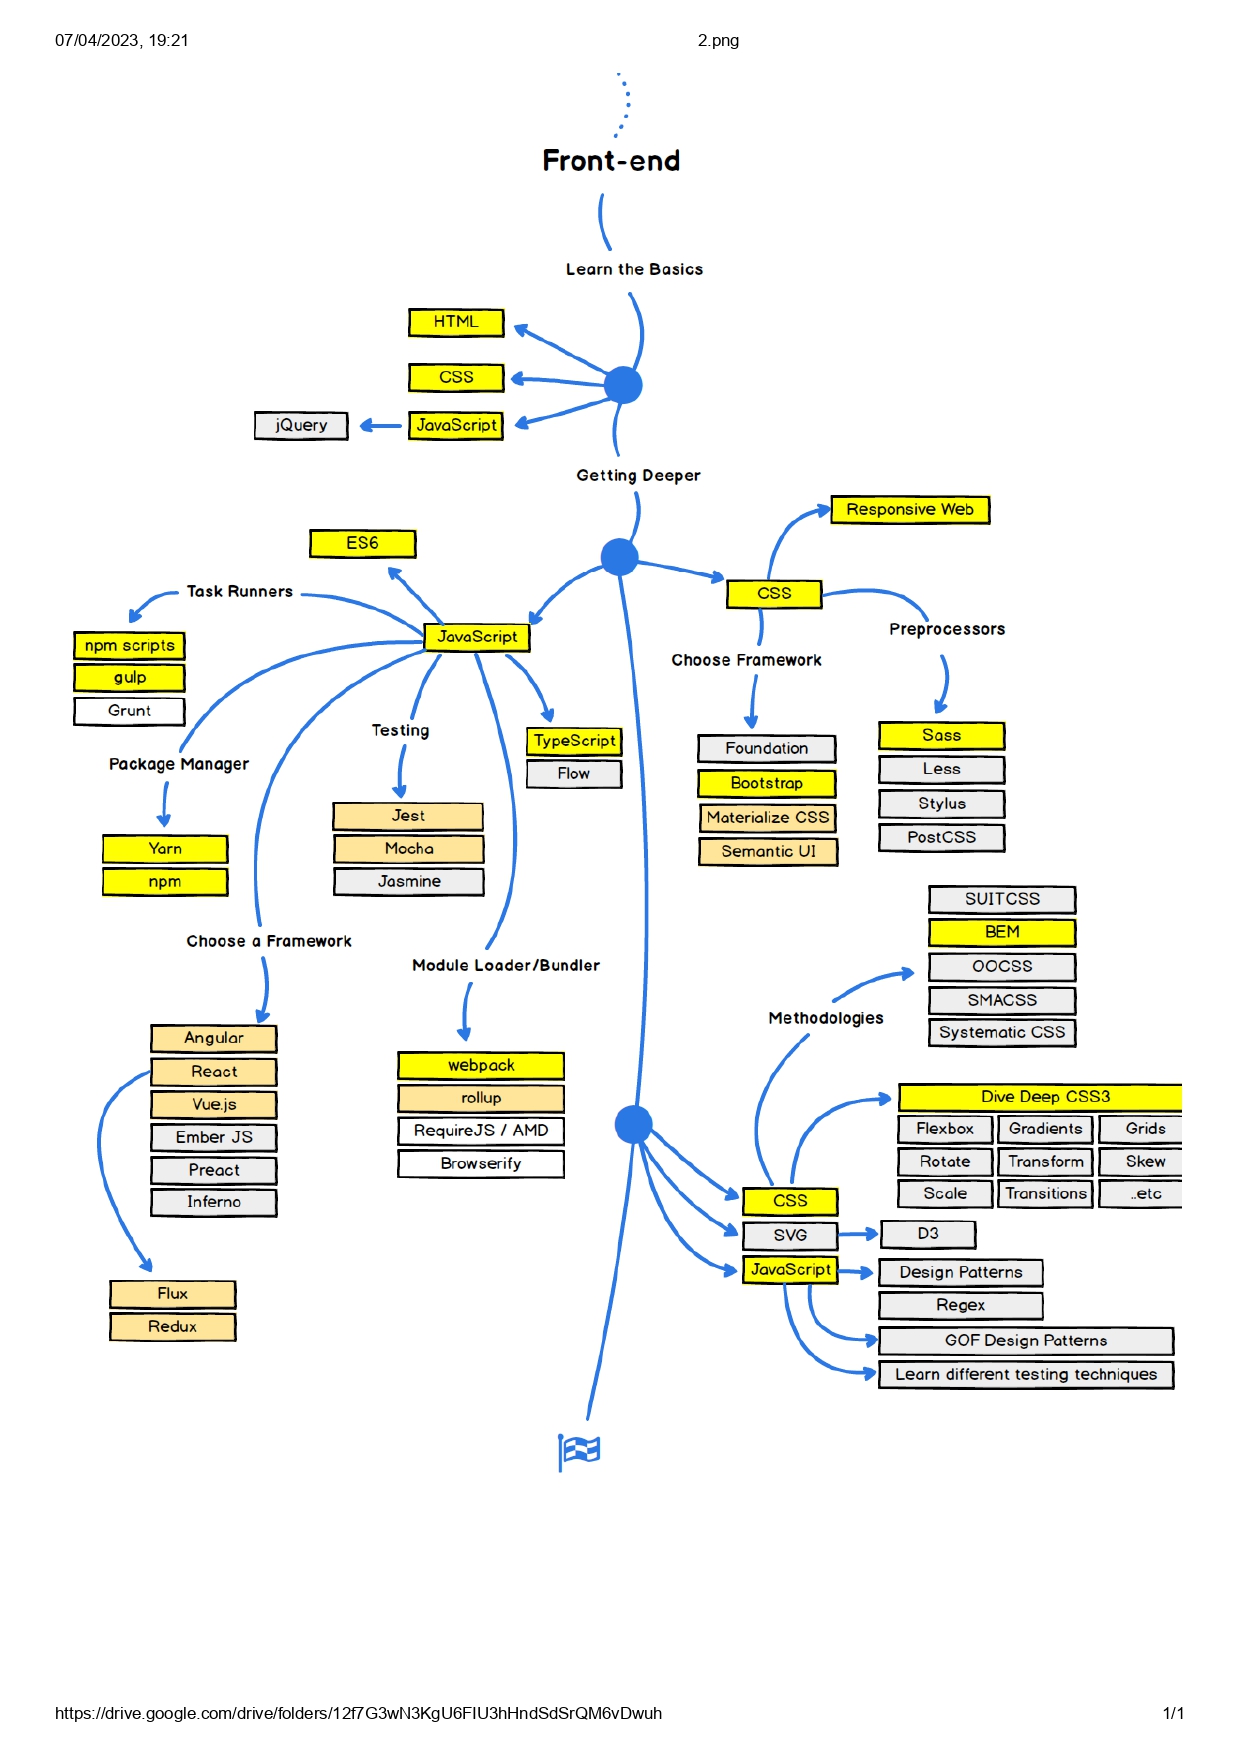 07/04/2023, 19:21
2.png
Front-end
Learn the Basics
HTML
CSS
jQuery
JavaScript
Getting Deeper
Responsive Web
ES6
Task Runners
CSS
JavaScript
Preprocessors
npm scripts
gulp
Grunt
Choose Framework
Testing
TypeScript
Flow
Package Manager
Foundation
Bootstrap
Materialize CSS
Semantic UI
Sass
Less
Stylus
PostCSS
Jest
Mocha
Jasmine
Yarn
npm
SUITCSS
BEM
OOCSS
SMACSS
Systematic CSS
Choose a Framework
Module Loader/Bundler
Methodologies
Angular
React
Vue.js
Ember JS
Preact
Inferno
webpack
rollup
RequireJS / AMD
Browserify
Dive Deep CSS3
Flexbox Gradients Grids
Rotate Transform Skew
Scale Transitions ..etc
CSS
SVG
D3
JavaScript
Design Patterns
Regex
GOF Design Patterns
Learn different testing techniques
Flux
Redux
https://drive.google.com/drive/folders/12f7G3wN3KgU6FIU3hHndSdSrQM6vDwuh
1/1